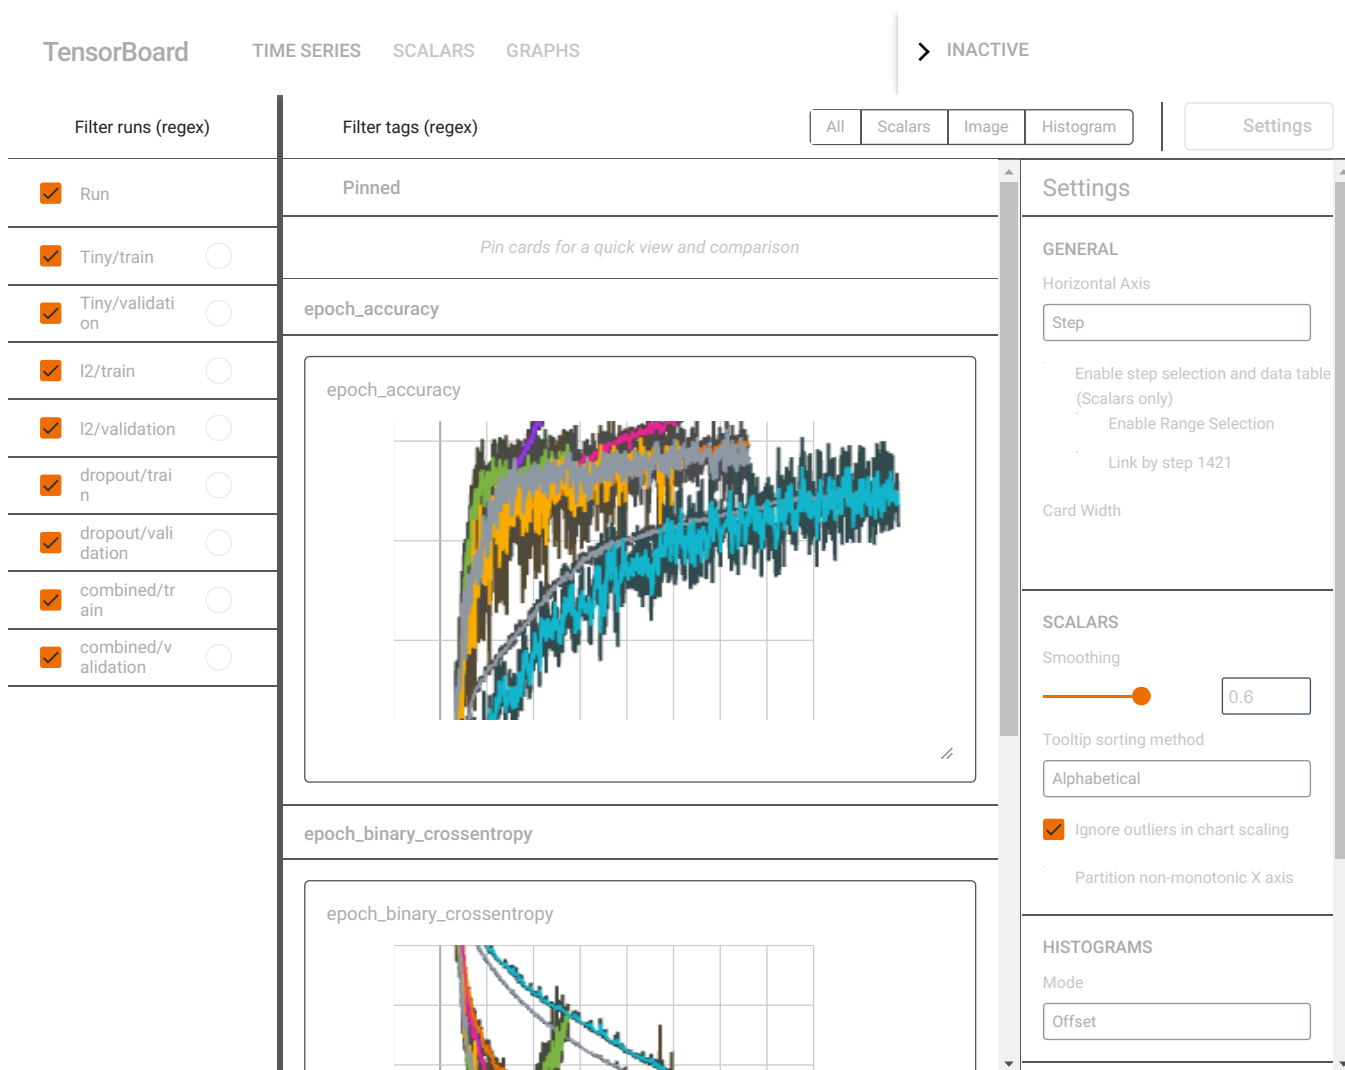 TensorBoard
TIME SERIES
SCALARS
GRAPHS
INACTIVE
Filter runs (regex)
Filter tags (regex)
All
Scalars
Image
Histogram
Settings
Run
Tiny/train
Tiny/validati
on
l2/train
l2/validation
dropout/trai
n
dropout/vali
dation
combined/tr
ain
combined/v
alidation
Pinned
Pin cards for a quick view and comparison
epoch_accuracy
epoch_accuracy
epoch_binary_crossentropy
epoch_binary_crossentropy
Settings
GENERAL
Horizontal Axis
Step
Enable step selection and data table
(Scalars only)
Enable Range Selection
Link by step 1421
Card Width
SCALARS
Smoothing
0.6
Tooltip sorting method
Alphabetical
Ignore outliers in chart scaling
Partition non-monotonic X axis
HISTOGRAMS
Mode
Offset